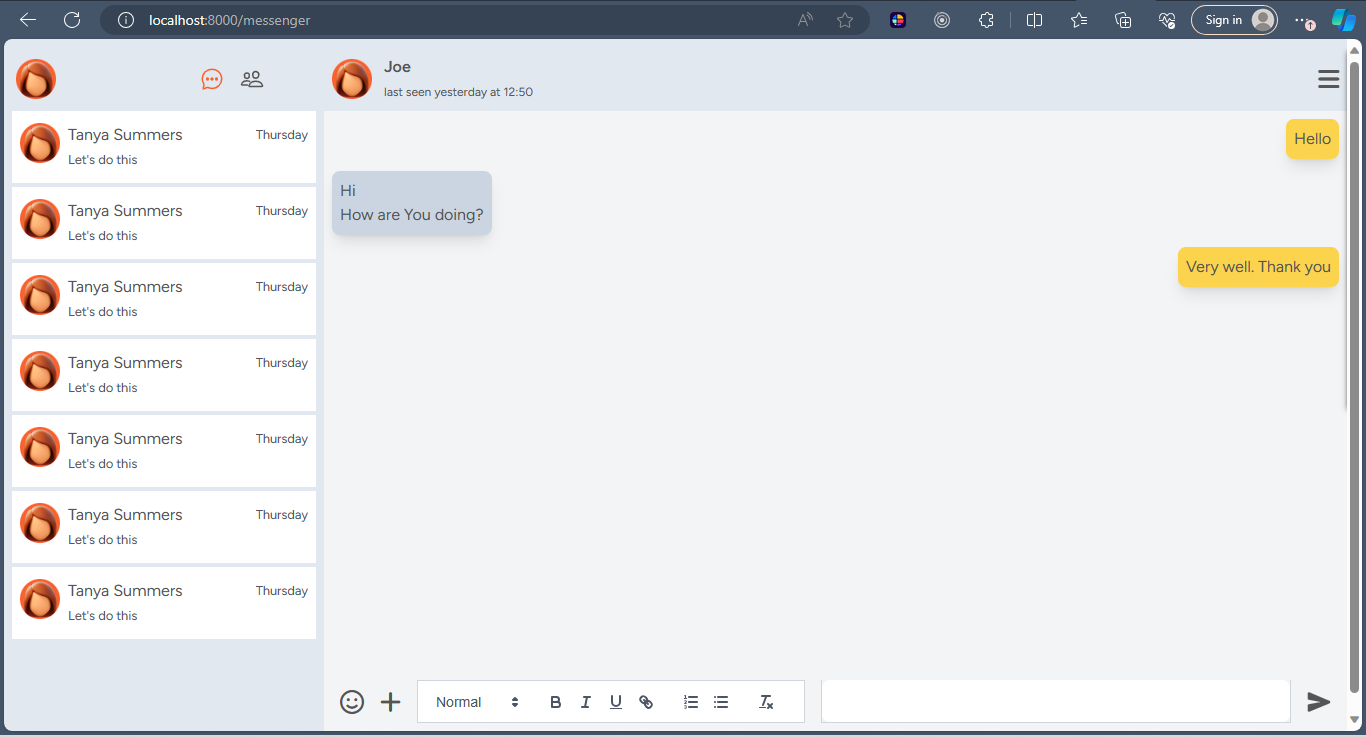 localhost:8000/messenger
Sign in
Joe
last seen yesterday at 12:50
Tanya Summers Thursday
Let's do this
Tanya Summers Thursday
Let's do this
Tanya Summers Thursday
Let's do this
Tanya Summers Thursday
Let's do this
Tanya Summers Thursday
Let's do this
Tanya Summers Thursday
Let's do this
Tanya Summers Thursday
Let's do this
Hello
Hi
How are You doing?
Very well. Thank you
Normal B I U